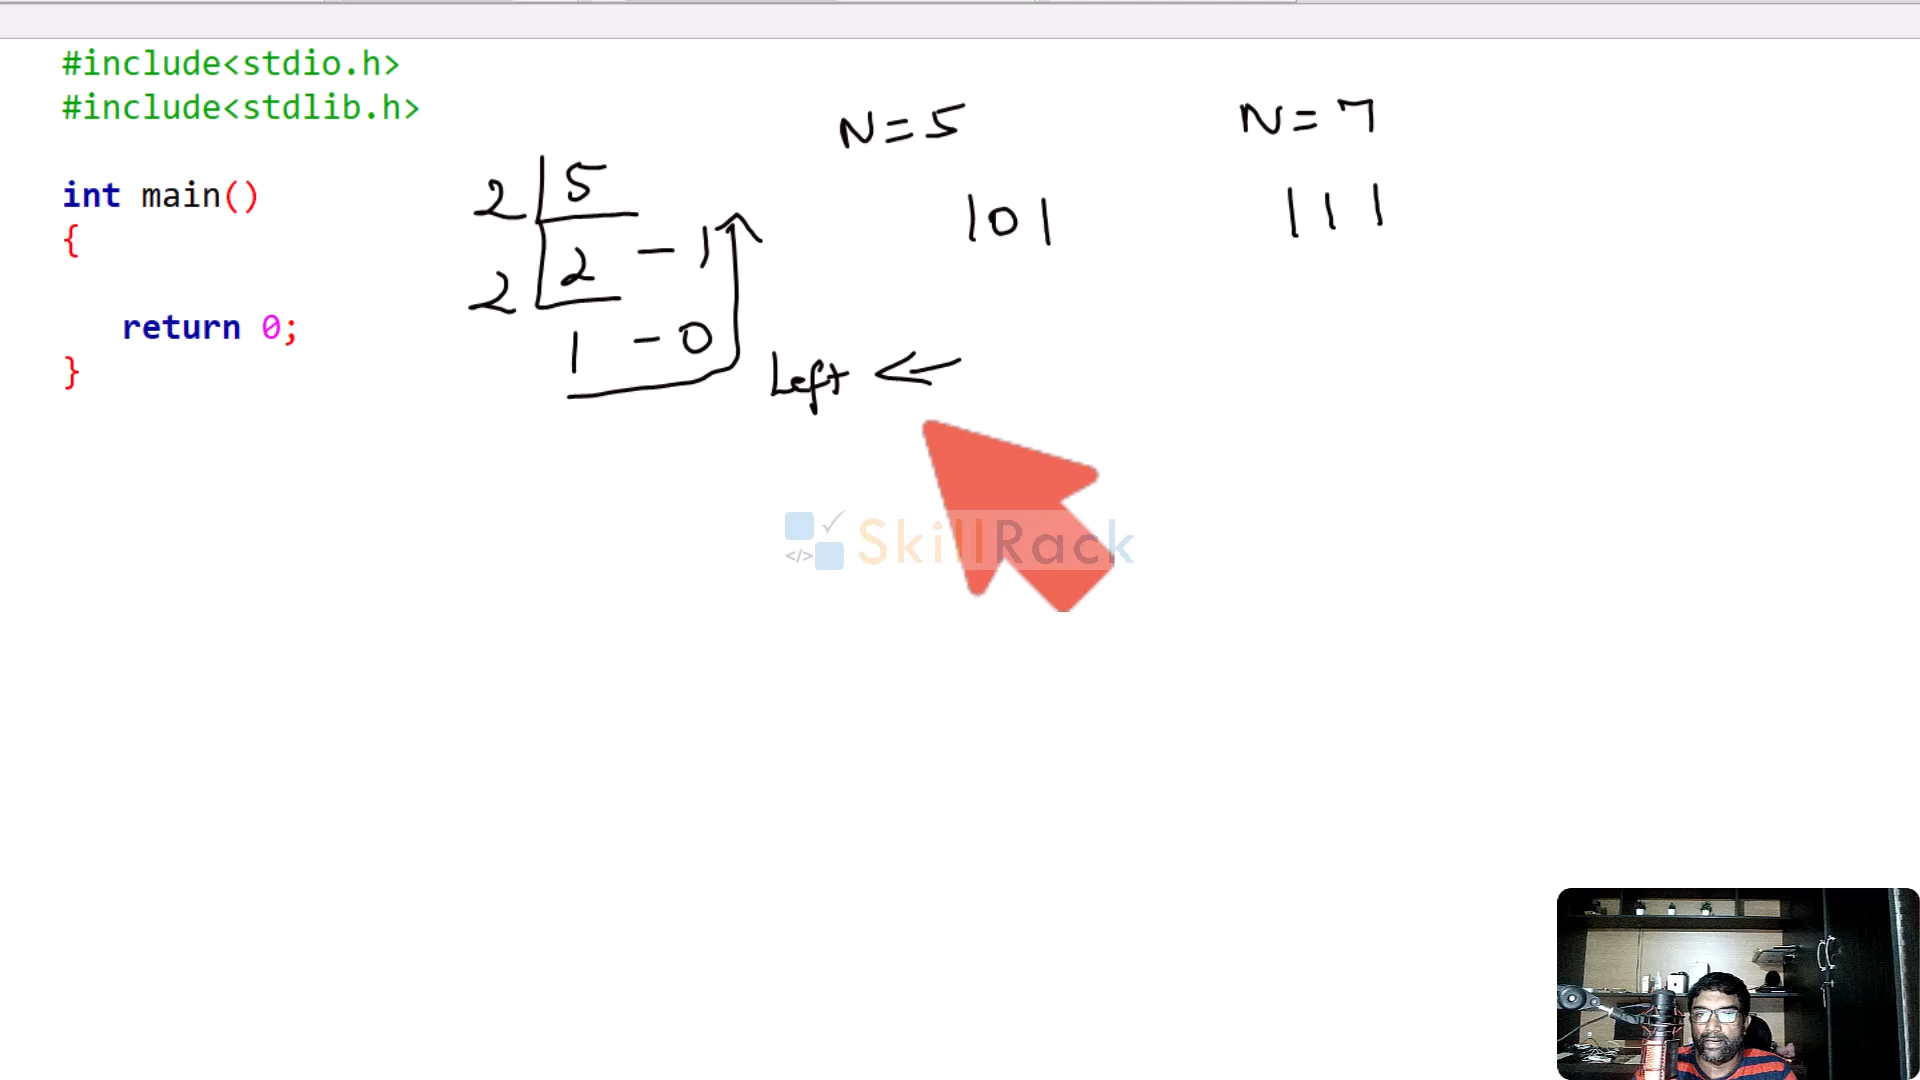 #include<stdio.h>
#include<stdlib.h>
int main()
{
return 0;
}
2 5
2 2 - 1
1 - 0
Left <-
N=5
101
N=7
111
</> SkillRack